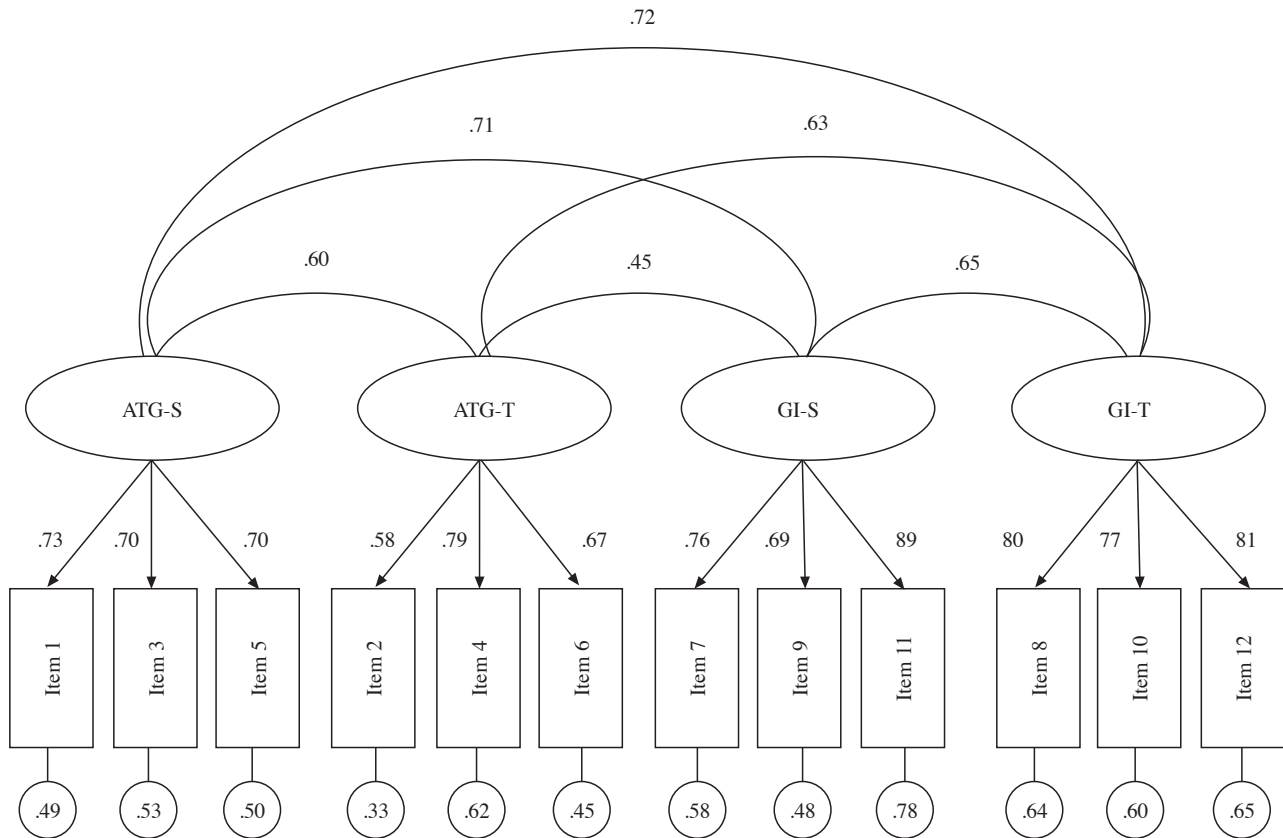 .72
.71
.63
.60
.45
.65
ATG-S
ATG-T
GI-S
GI-T
.73
.70
.70
.58
.79
.67
.76
.69
89
80
77
81
Item 1
Item 3
Item 5
Item 2
Item 4
Item 6
Item 7
Item 9
Item 11
Item 8
Item 10
Item 12
.49
.53
.50
.33
.62
.45
.58
.48
.78
.64
.60
.65